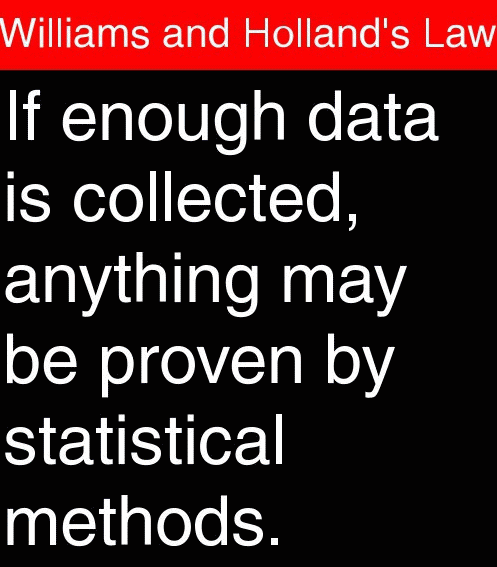 Williams and Holland's Law
If enough data
is collected,
anything may
be proven by
statistical
methods.